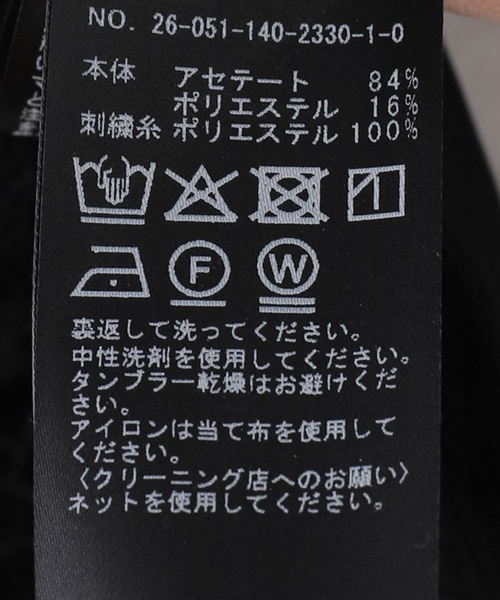 NO. 26-051-140-2330-1-0
本体 アセテート 84%
ポリエステル 16%
刺繍糸 ポリエステル 100%
F W
裏返して洗ってください。
中性洗剤を使用してください。
タンブラー乾燥はお避けくだ
さい。
アイロンは当て布を使用して
ください。
〈クリーニング店へのお願い〉
ネットを使用してください。